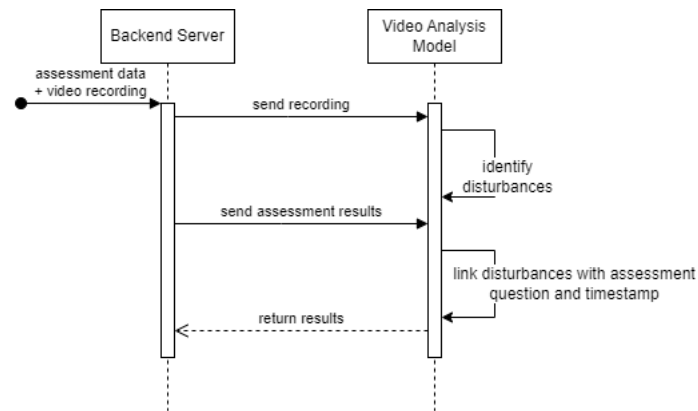 Backend Server
Video Analysis
Model
assessment data
+ video recording
send recording
identify
disturbances
send assessment results
link disturbances with assessment
question and timestamp
return results